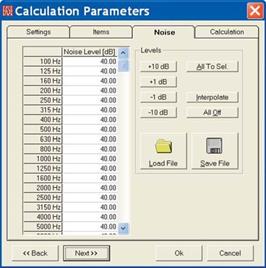 Calculation Parameters
Settings Items Noise Calculation
Noise Level [dB]
100 Hz 40.00
125 Hz 40.00
160 Hz 40.00
200 Hz 40.00
250 Hz 40.00
315 Hz 40.00
400 Hz 40.00
500 Hz 40.00
630 Hz 40.00
800 Hz 40.00
1000 Hz 40.00
1250 Hz 40.00
1600 Hz 40.00
2000 Hz 40.00
2500 Hz 40.00
3150 Hz 40.00
4000 Hz 40.00
5000 Hz 40.00
Levels
+10 dB All To Sel.
+1 dB
-1 dB Interpolate
-10 dB All Off
Load File Save File
<< Back Next >> Ok Cancel